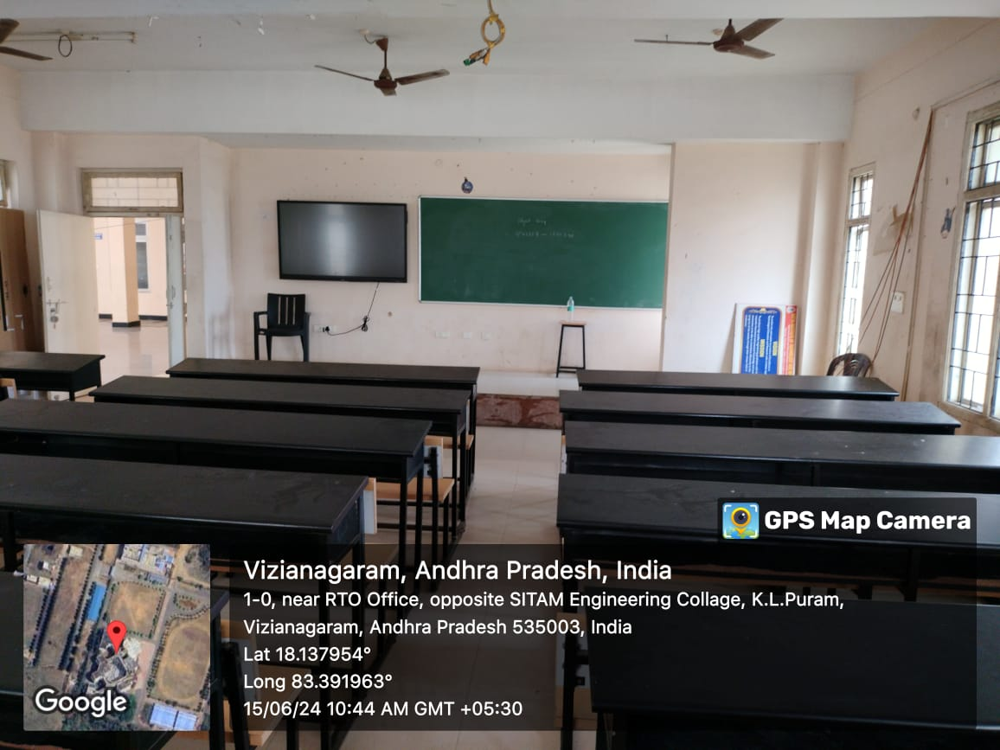 VISION
MISSION
GPS Map Camera
Vizianagaram, Andhra Pradesh, India
1-0, near RTO Office, opposite SITAM Engineering Collage, K.L.Puram,
Vizianagaram, Andhra Pradesh 535003, India
Lat 18.137954°
Long 83.391963°
15/06/24 10:44 AM GMT +05:30
Google